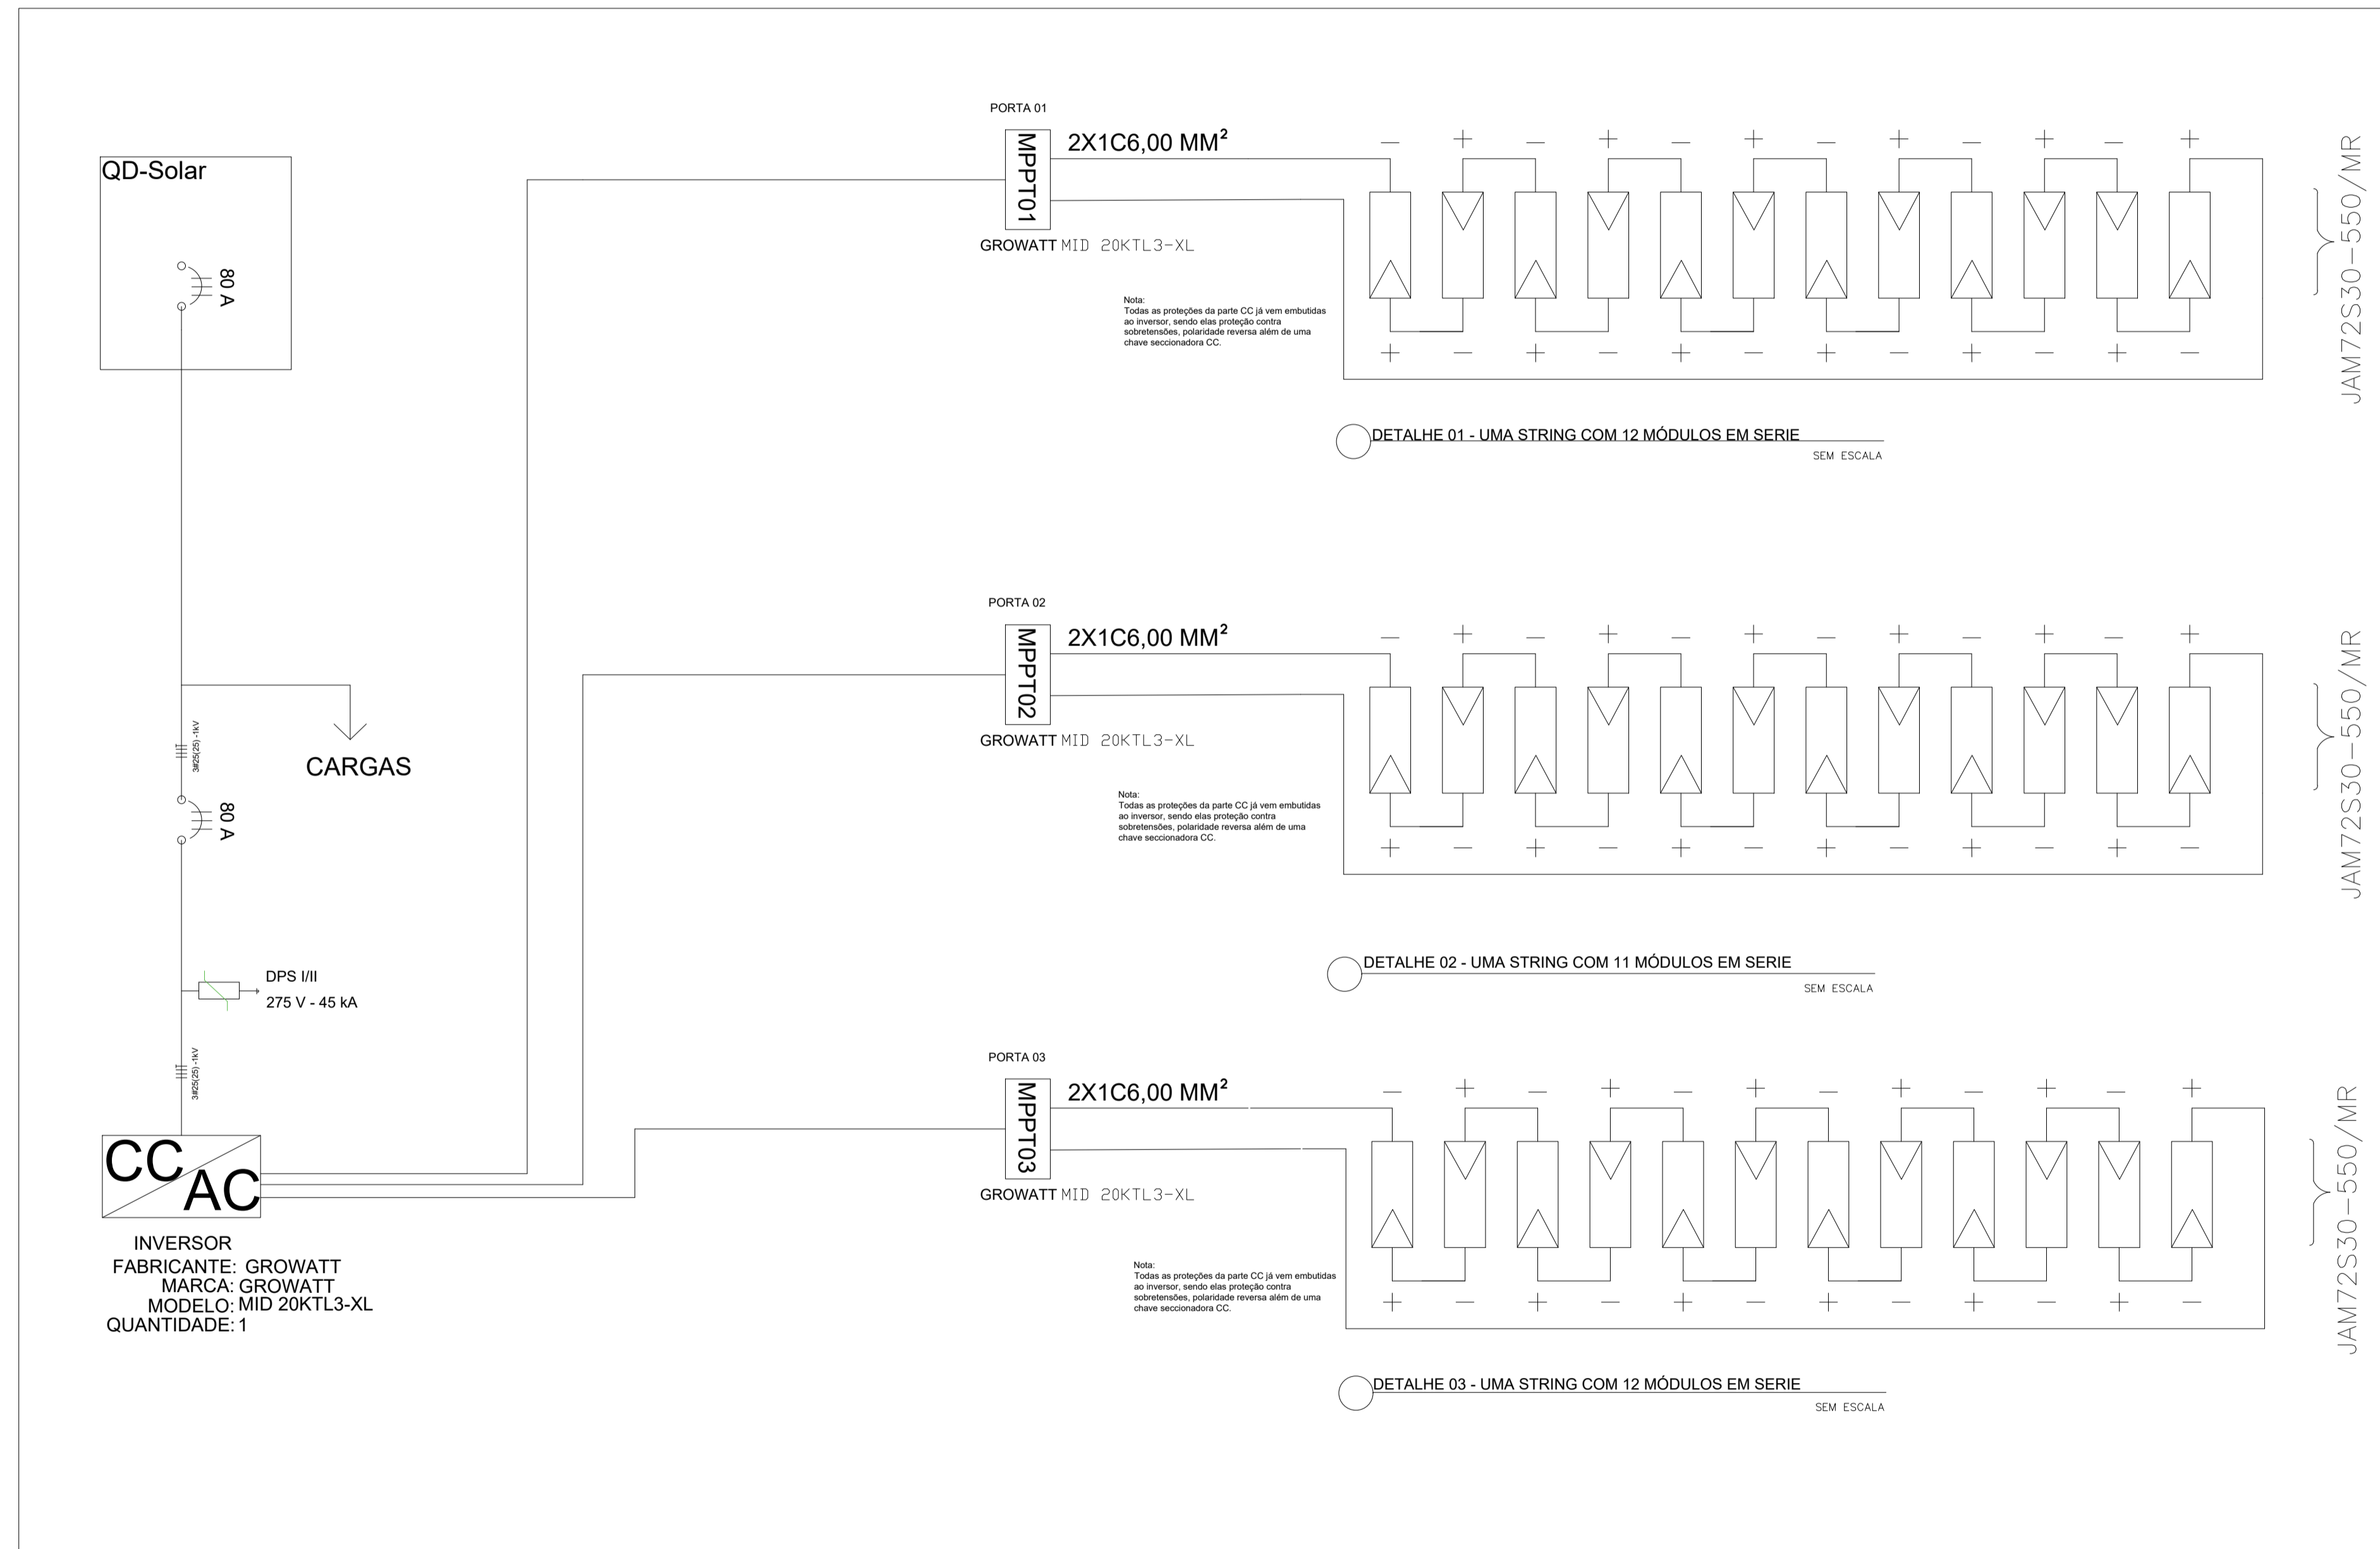 QD-Solar
80 A
CARGAS
3#25(25) -1kV
80 A
DPS I/II
275 V - 45 kA
3#25(25) -1kV
CC
AC
INVERSOR
FABRICANTE: GROWATT
MARCA: GROWATT
MODELO: MID 20KTL3-XL
QUANTIDADE: 1
PORTA 01
MPPT01
2X1C6,00 MM²
GROWATT MID 20KTL3-XL
Nota:
Todas as proteções da parte CC já vem embutidas
ao inversor, sendo elas proteção contra
sobretensões, polaridade reversa além de uma
chave seccionadora CC.
− + − + − + − + − + − +
+ − + − + − + − + − + −
JAM72S30-550/MR
DETALHE 01 - UMA STRING COM 12 MÓDULOS EM SERIE
SEM ESCALA
PORTA 02
MPPT02
2X1C6,00 MM²
GROWATT MID 20KTL3-XL
Nota:
Todas as proteções da parte CC já vem embutidas
ao inversor, sendo elas proteção contra
sobretensões, polaridade reversa além de uma
chave seccionadora CC.
− + − + − + − + − + − +
+ − + − + − + − + − + −
JAM72S30-550/MR
DETALHE 02 - UMA STRING COM 11 MÓDULOS EM SERIE
SEM ESCALA
PORTA 03
MPPT03
2X1C6,00 MM²
GROWATT MID 20KTL3-XL
Nota:
Todas as proteções da parte CC já vem embutidas
ao inversor, sendo elas proteção contra
sobretensões, polaridade reversa além de uma
chave seccionadora CC.
− + − + − + − + − + − +
+ − + − + − + − + − + −
JAM72S30-550/MR
DETALHE 03 - UMA STRING COM 12 MÓDULOS EM SERIE
SEM ESCALA